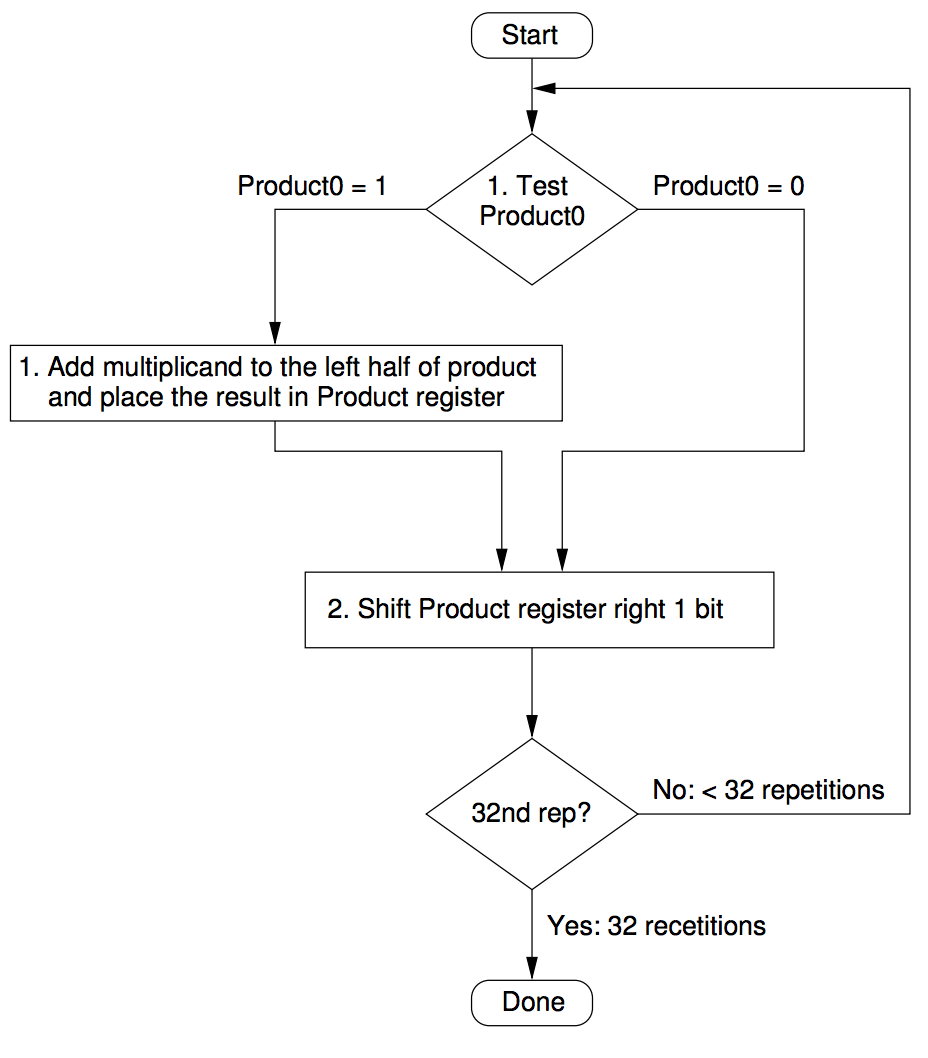 Start
Product0 = 1
1. Test
Product0
Product0 = 0
1. Add multiplicand to the left half of product
and place the result in Product register
2. Shift Product register right 1 bit
32nd rep?
No: < 32 repetitions
Yes: 32 recetitions
Done